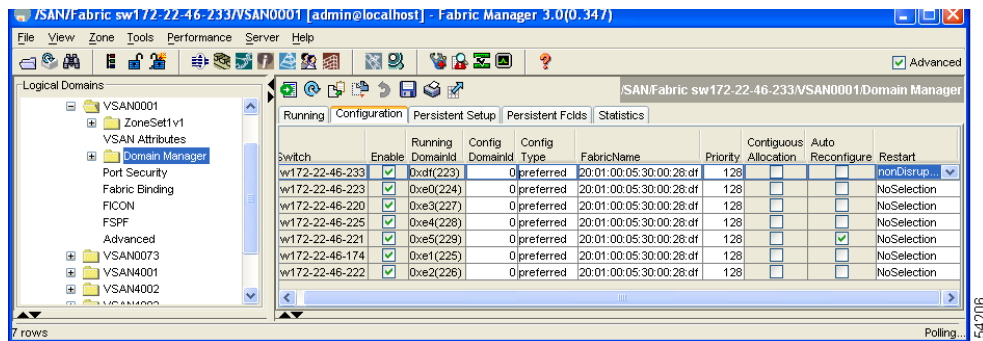 /SAN/Fabric sw172-22-46-233/VSAN0001 [admin@localhost] - Fabric Manager 3.0(0.347)
File View Zone Tools Performance Server Help
Advanced
Logical Domains
/SAN/Fabric sw172-22-46-233/VSAN0001/Domain Manager
VSAN0001
ZoneSet1v1
VSAN Attributes
Domain Manager
Port Security
Fabric Binding
FICON
FSPF
Advanced
VSAN0073
VSAN4001
VSAN4002
Running Configuration Persistent Setup Persistent FcIds Statistics
Switch Enable Running DomainId Config DomainId Config Type FabricName Priority Contiguous Allocation Auto Reconfigure Restart
w172-22-46-233 0xdf(223) 0 preferred 20:01:00:05:30:00:28:df 128 nonDisrup...
w172-22-46-223 0xe0(224) 0 preferred 20:01:00:05:30:00:28:df 128 NoSelection
w172-22-46-220 0xe3(227) 0 preferred 20:01:00:05:30:00:28:df 128 NoSelection
w172-22-46-225 0xe4(228) 0 preferred 20:01:00:05:30:00:28:df 128 NoSelection
w172-22-46-221 0xe5(229) 0 preferred 20:01:00:05:30:00:28:df 128 NoSelection
w172-22-46-174 0xe1(225) 0 preferred 20:01:00:05:30:00:28:df 128 NoSelection
w172-22-46-222 0xe2(226) 0 preferred 20:01:00:05:30:00:28:df 128 NoSelection
7 rows
Polling...
54206